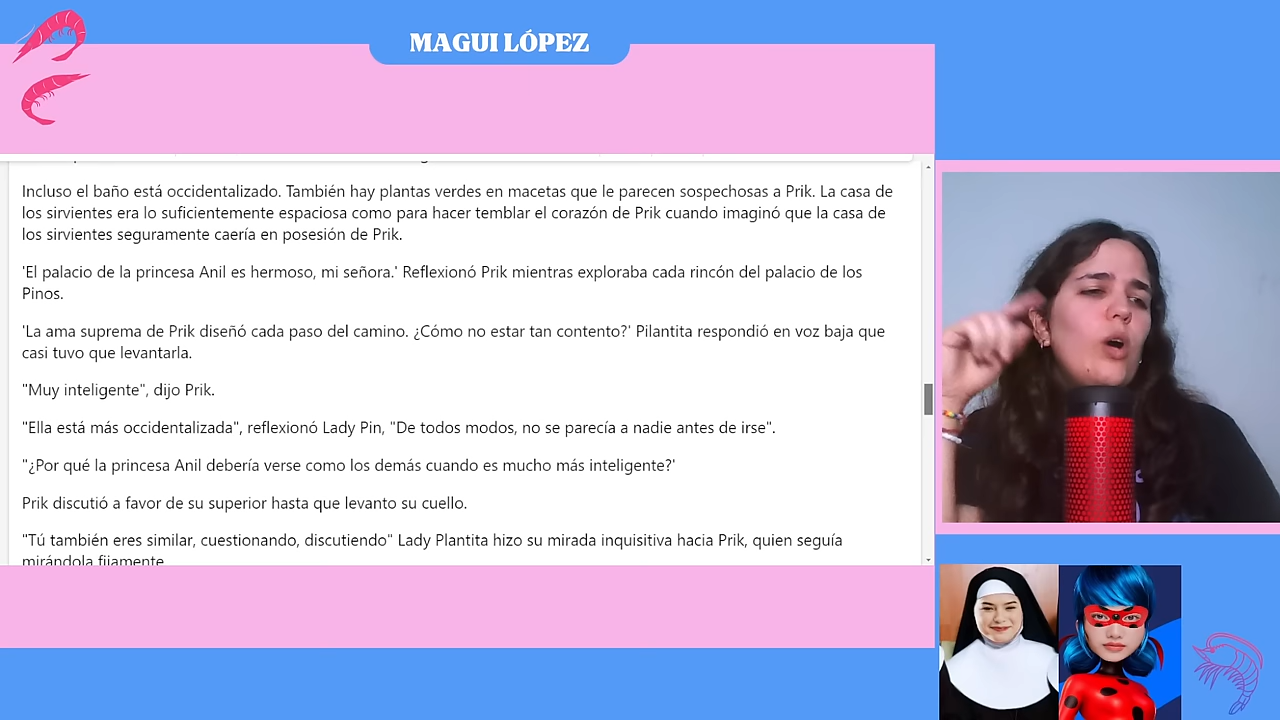 MAGUI LÓPEZ
Incluso el baño está occidentalizado. También hay plantas verdes en macetas que le parecen sospechosas a Prik. La casa de
los sirvientes era lo suficientemente espaciosa como para hacer temblar el corazón de Prik cuando imaginó que la casa de
los sirvientes seguramente caería en posesión de Prik.
'El palacio de la princesa Anil es hermoso, mi señora.' Reflexionó Prik mientras exploraba cada rincón del palacio de los
Pinos.
'La ama suprema de Prik diseñó cada paso del camino. ¿Cómo no estar tan contento?' Pilantita respondió en voz baja que
casi tuvo que levantarla.
"Muy inteligente", dijo Prik.
"Ella está más occidentalizada", reflexionó Lady Pin, "De todos modos, no se parecía a nadie antes de irse".
"¿Por qué la princesa Anil debería verse como los demás cuando es mucho más inteligente?'
Prik discutió a favor de su superior hasta que levanto su cuello.
"Tú también eres similar, cuestionando, discutiendo" Lady Plantita hizo su mirada inquisitiva hacia Prik, quien seguía
mirándola fijamente